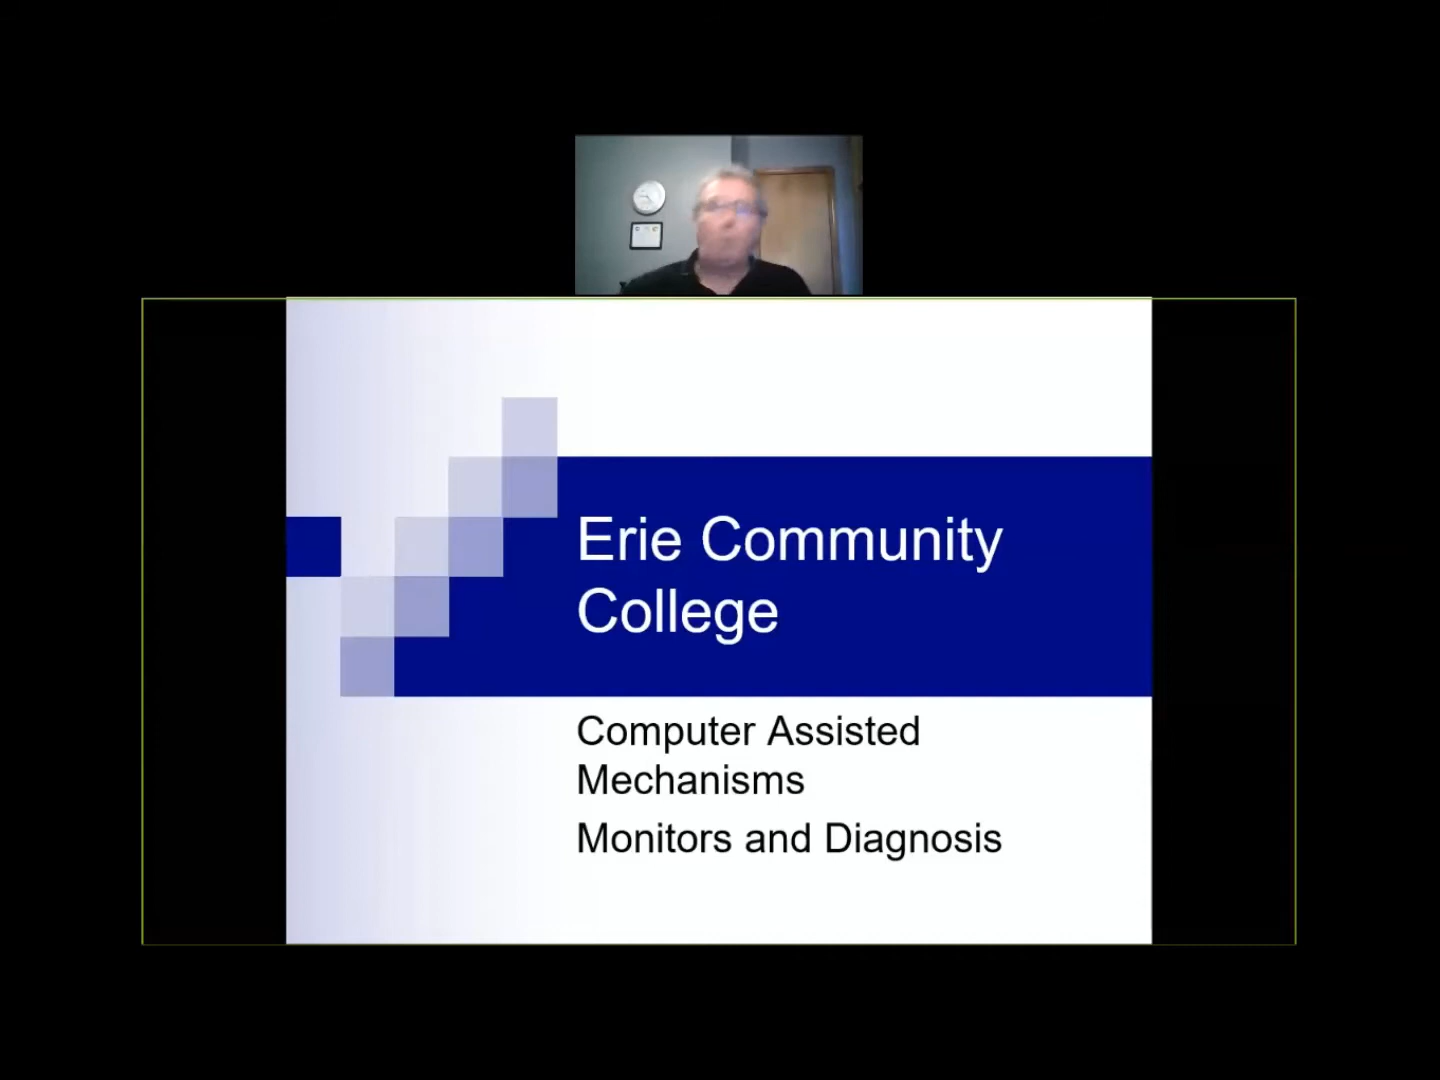 Erie Community
College
Computer Assisted
Mechanisms
Monitors and Diagnosis